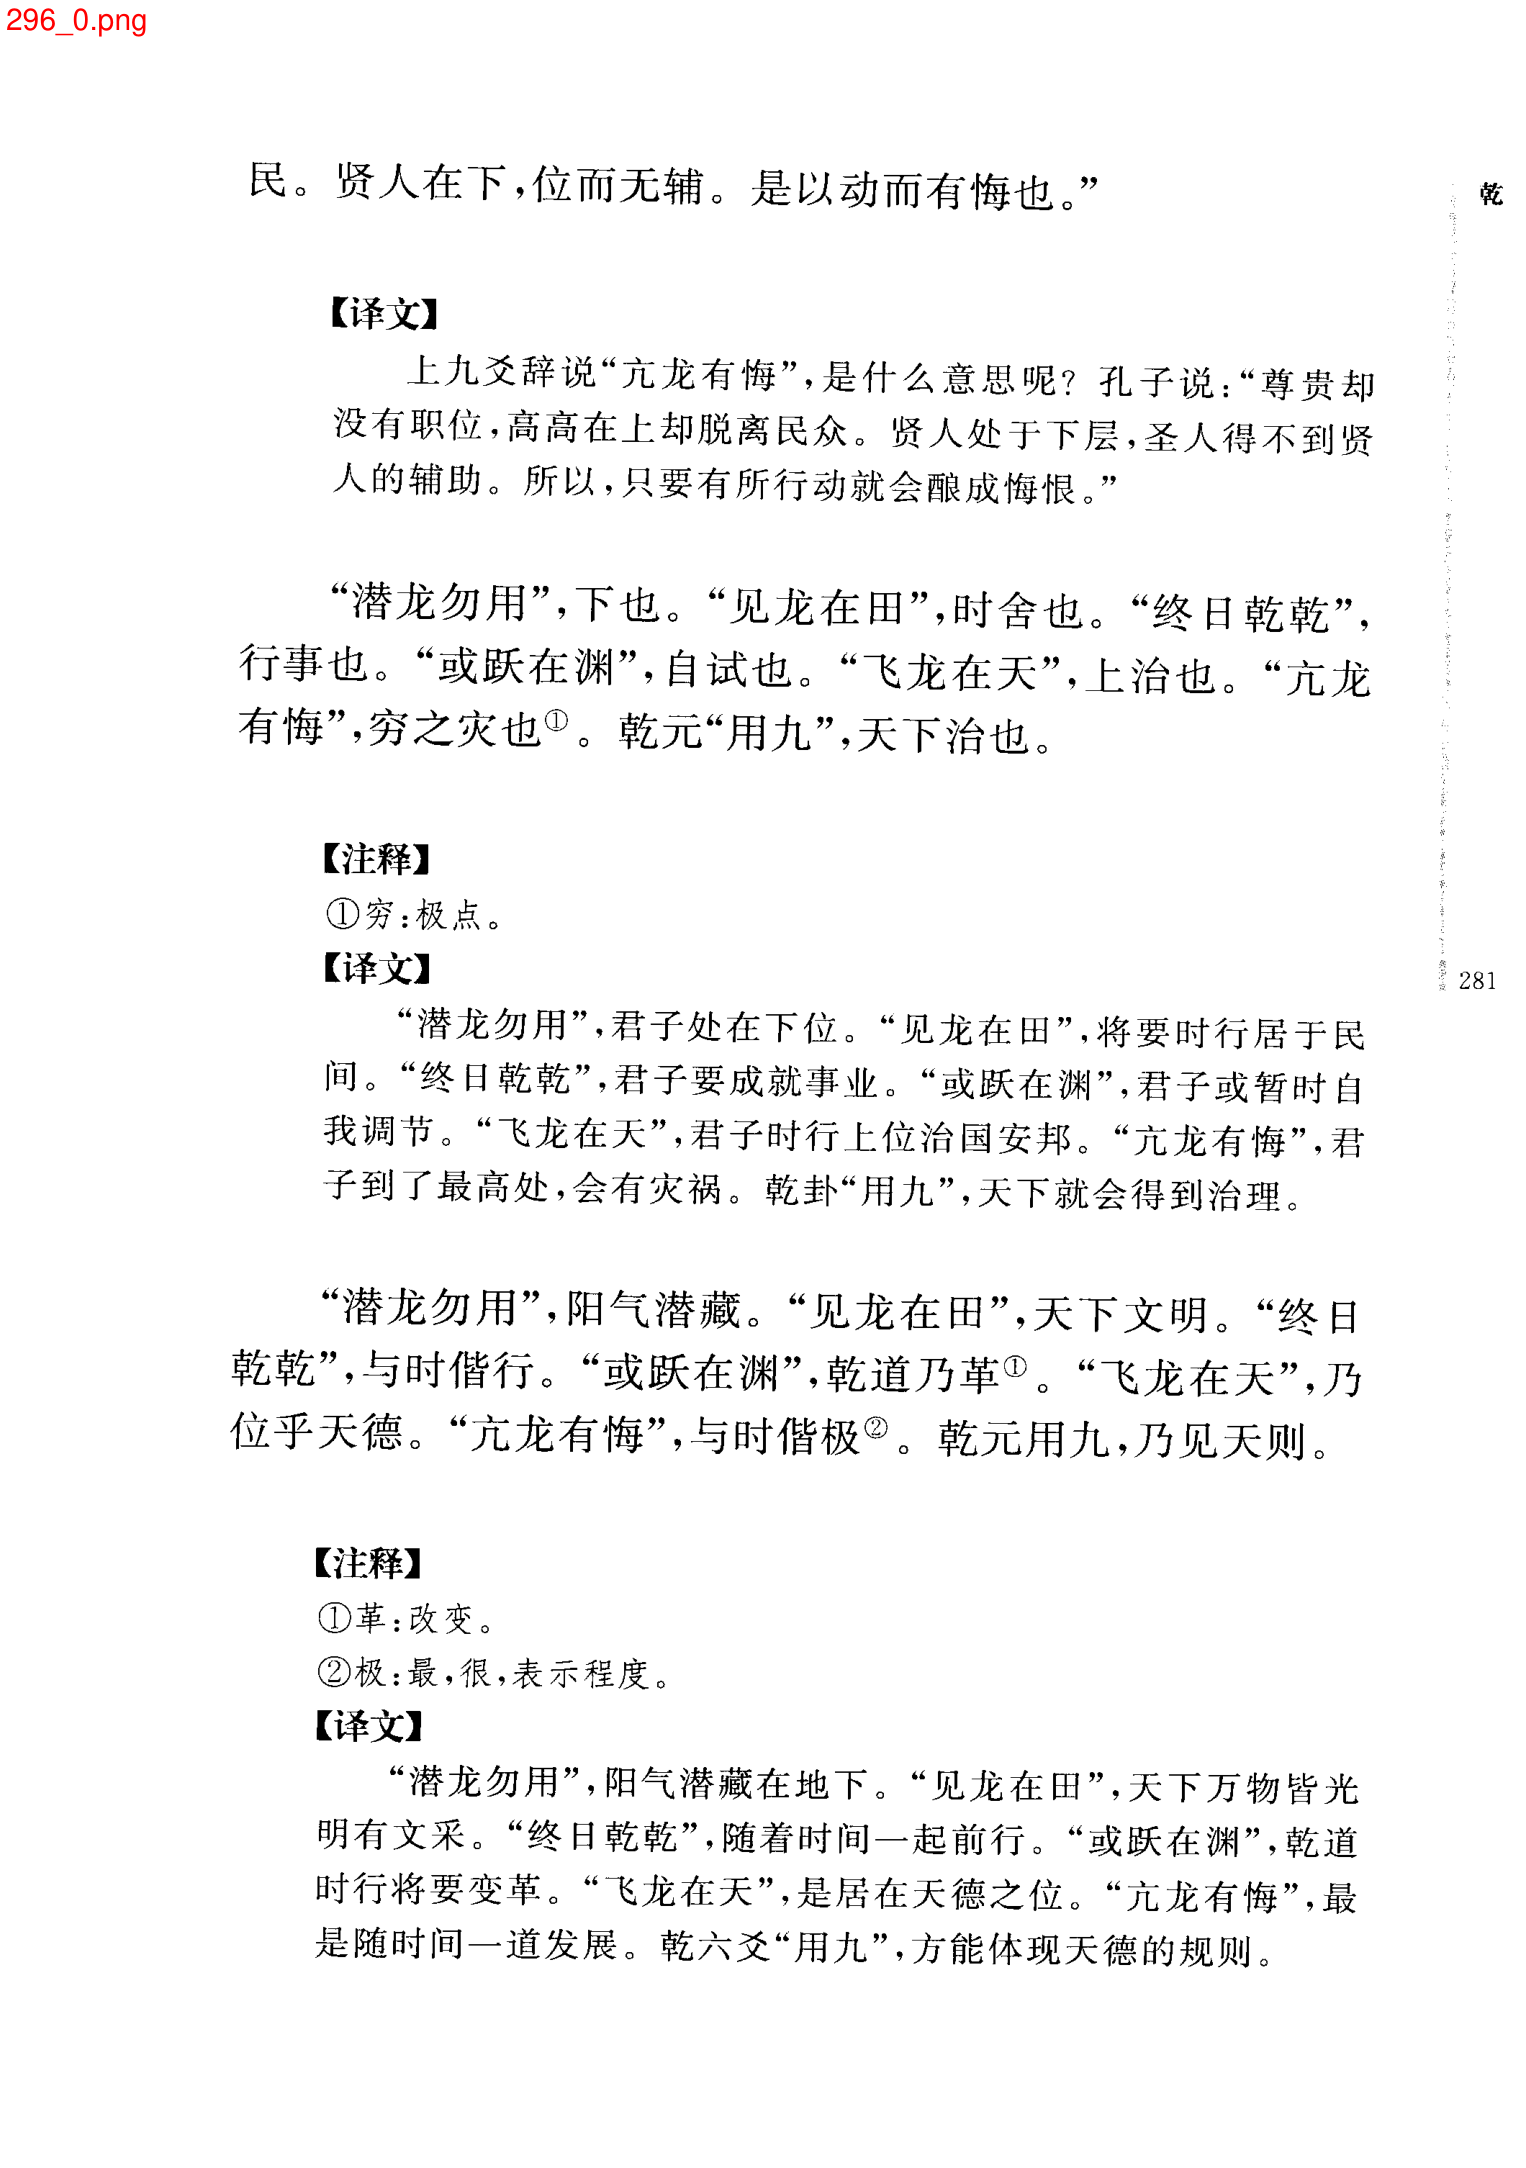 296_0.png
民。贤人在下，位而无辅。是以动而有悔也。”
乾
【译文】
上九爻辞说“亢龙有悔”，是什么意思呢？孔子说：“尊贵却
没有职位，高高在上却脱离民众。贤人处于下层，圣人得不到贤
人的辅助。所以，只要有所行动就会酿成悔恨。”
“潜龙勿用”，下也。“见龙在田”，时舍也。“终日乾乾”，
行事也。“或跃在渊”，自试也。“飞龙在天”，上治也。“亢龙
有悔”，穷之灾也①。乾元“用九”，天下治也。
【注释】
①穷：极点。
【译文】
281
“潜龙勿用”，君子处在下位。“见龙在田”，将要时行居于民
间。“终日乾乾”，君子要成就事业。“或跃在渊”，君子或暂时自
我调节。“飞龙在天”，君子时行上位治国安邦。“亢龙有悔”，君
子到了最高处，会有灾祸。乾卦“用九”，天下就会得到治理。
“潜龙勿用”，阳气潜藏。“见龙在田”，天下文明。“终日
乾乾”，与时偕行。“或跃在渊”，乾道乃革①。“飞龙在天”，乃
位乎天德。“亢龙有悔”，与时偕极②。乾元用九，乃见天则。
【注释】
①革：改变。
②极：最，很，表示程度。
【译文】
“潜龙勿用”，阳气潜藏在地下。“见龙在田”，天下万物皆光
明有文采。“终日乾乾”，随着时间一起前行。“或跃在渊”，乾道
时行将要变革。“飞龙在天”，是居在天德之位。“亢龙有悔”，最
是随时间一道发展。乾六爻“用九”，方能体现天德的规则。